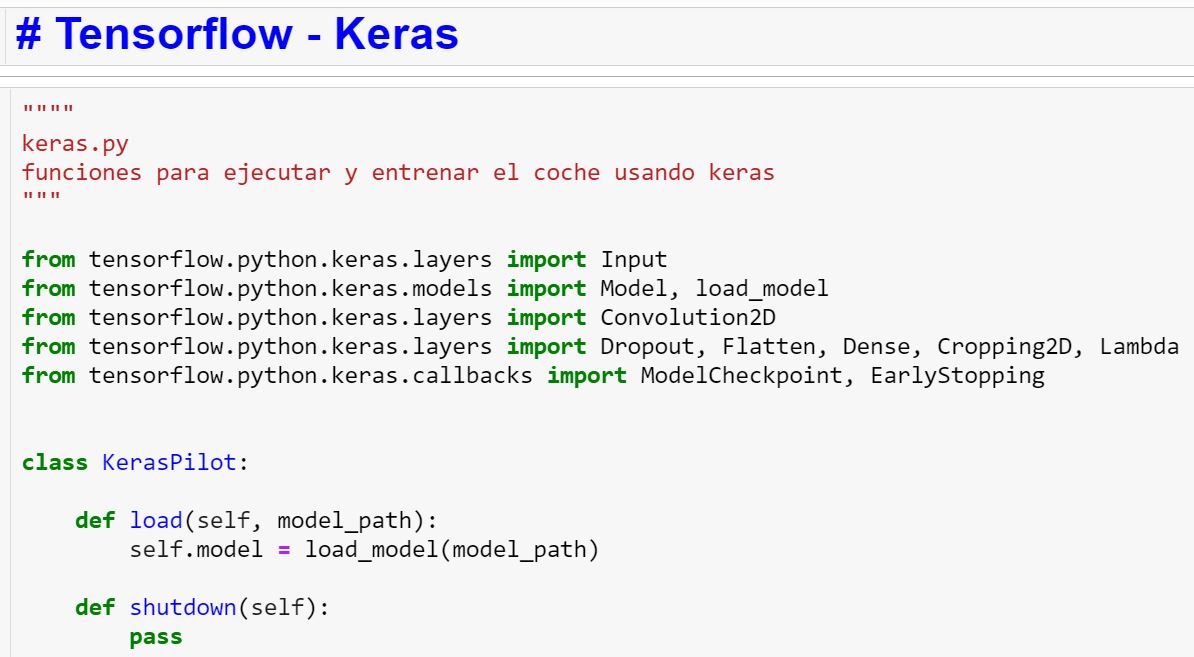 # Tensorflow - Keras
""""
keras.py
funciones para ejecutar y entrenar el coche usando keras
"""
from tensorflow.python.keras.layers import Input
from tensorflow.python.keras.models import Model, load_model
from tensorflow.python.keras.layers import Convolution2D
from tensorflow.python.keras.layers import Dropout, Flatten, Dense, Cropping2D, Lambda
from tensorflow.python.keras.callbacks import ModelCheckpoint, EarlyStopping
class KerasPilot:
    def load(self, model_path):
        self.model = load_model(model_path)
    def shutdown(self):
        pass